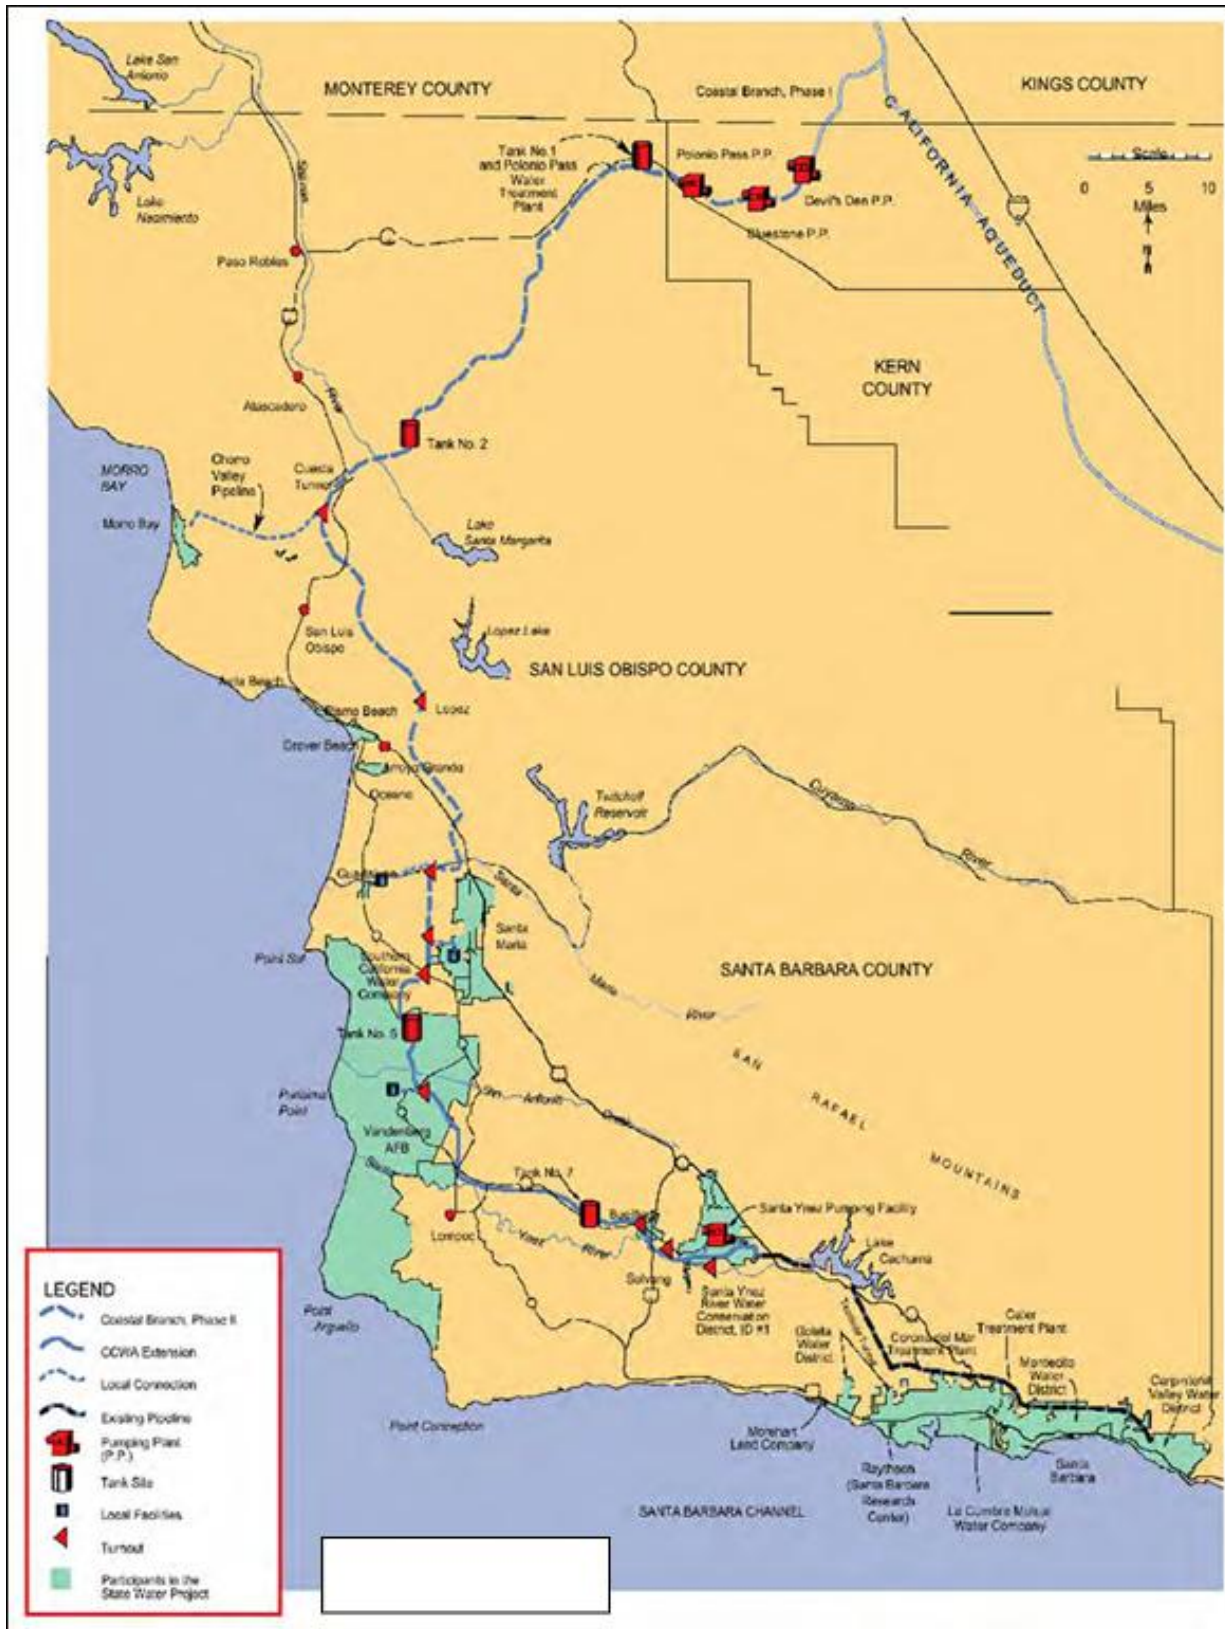 Lake San
Antonio
MONTEREY COUNTY
Coastal Branch, Phase I
KINGS COUNTY
CALIFORNIA AQUEDUCT
Tank No.1
and Polonio Pass
Water
Treatment
Plant
Polonio Pass P.P.
Devil's Den P.P.
Bluestone P.P.
Scale
0 5 10
Miles
N
Lake
Nacimiento
Paso Robles
KERN
COUNTY
Atascadero
River
Tank No. 2
MORRO
BAY
Chorro
Valley
Pipeline
Cuesta
Tunnel
Morro Bay
Lake
Santa Margarita
San Luis
Obispo
Lopez Lake
SAN LUIS OBISPO COUNTY
Avila Beach
Pismo Beach
Lopez
Grover Beach
Arroyo Grande
Oceano
Twitchell
Reservoir
Cuyama
River
Guadalupe
Santa
Maria
River
Santa
Maria
Point Sal
Southern
California
Water
Company
SANTA BARBARA COUNTY
Tank No. 5
SAN
RAFAEL
MOUNTAINS
Purisima
Point
San Antonio
Vandenberg
AFB
Tank No. 7
Santa Ynez Pumping Facility
Lompoc
Ynez
River
Lake
Cachuma
Solvang
Santa Ynez
River Water
Conservation
District, ID #1
Point
Arguello
Goleta
Water
District
Coronado del Mar
Treatment Plant
Cater
Treatment Plant
Montecito
Water
District
Carpinteria
Valley Water
District
Point Conception
Morehart
Land Company
Raytheon
(Santa Barbara
Research
Center)
La Cumbre Mutual
Water Company
Santa
Barbara
SANTA BARBARA CHANNEL
LEGEND
Coastal Branch, Phase II
CCWA Extension
Local Connection
Existing Pipeline
Pumping Plant
(P.P.)
Tank Site
Local Facilities
Turnout
Participants in the
State Water Project